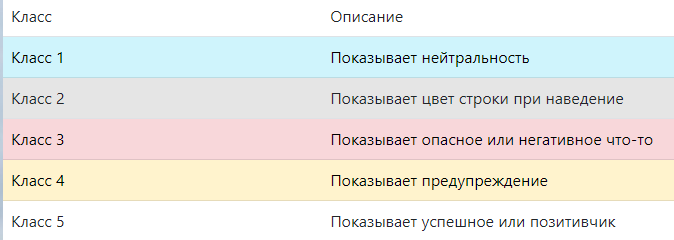 Класс Описание
Класс 1 Показывает нейтральность
Класс 2 Показывает цвет строки при наведение
Класс 3 Показывает опасное или негативное что-то
Класс 4 Показывает предупреждение
Класс 5 Показывает успешное или позитивчик